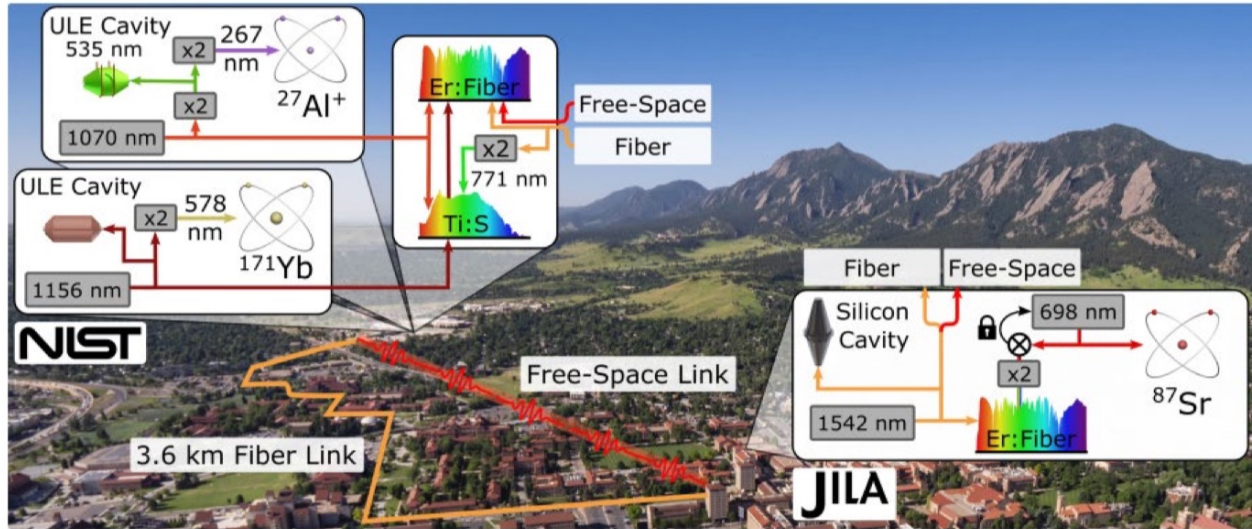 ULE Cavity
535 nm
x2
267
nm
x2
²⁷Al⁺
1070 nm
ULE Cavity
x2
578
nm
¹⁷¹Yb
1156 nm
NIST
Er:Fiber
Free-Space
Fiber
x2
771 nm
Ti:S
Free-Space Link
3.6 km Fiber Link
Fiber
Free-Space
Silicon
Cavity
698 nm
x2
⁸⁷Sr
1542 nm
Er:Fiber
JILA